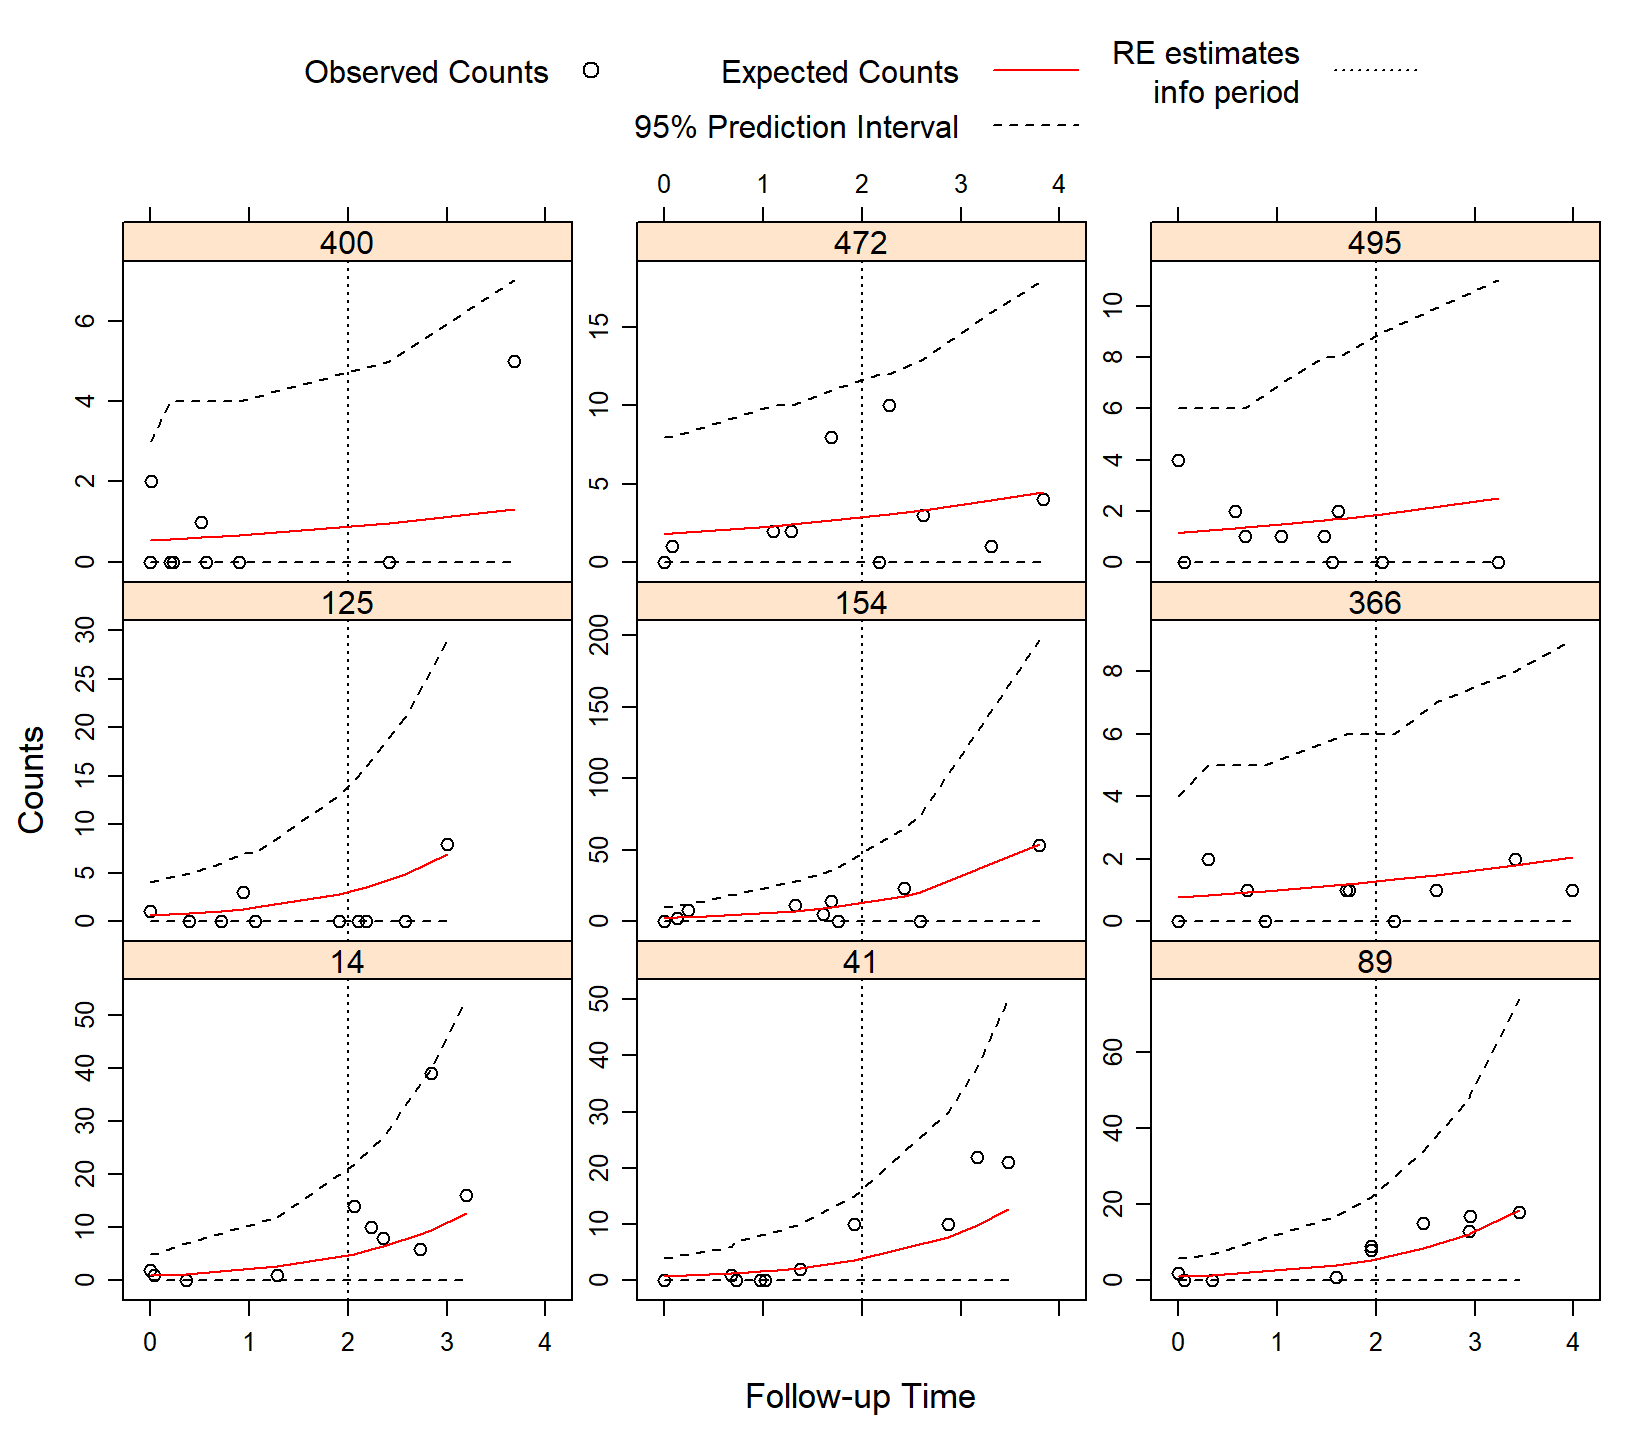 Observed Counts
Expected Counts
RE estimates
info period
95% Prediction Interval
0 1 2 3 4
400
472
495
0 2 4 6
0 5 10 15
0 2 4 6 8 10
125
154
366
0 5 10 15 20 25 30
0 50 100 150 200
0 2 4 6 8
14
41
89
0 10 20 30 40 50
0 10 20 30 40 50
0 20 40 60
0 1 2 3 4
0 1 2 3 4
Counts
Follow-up Time